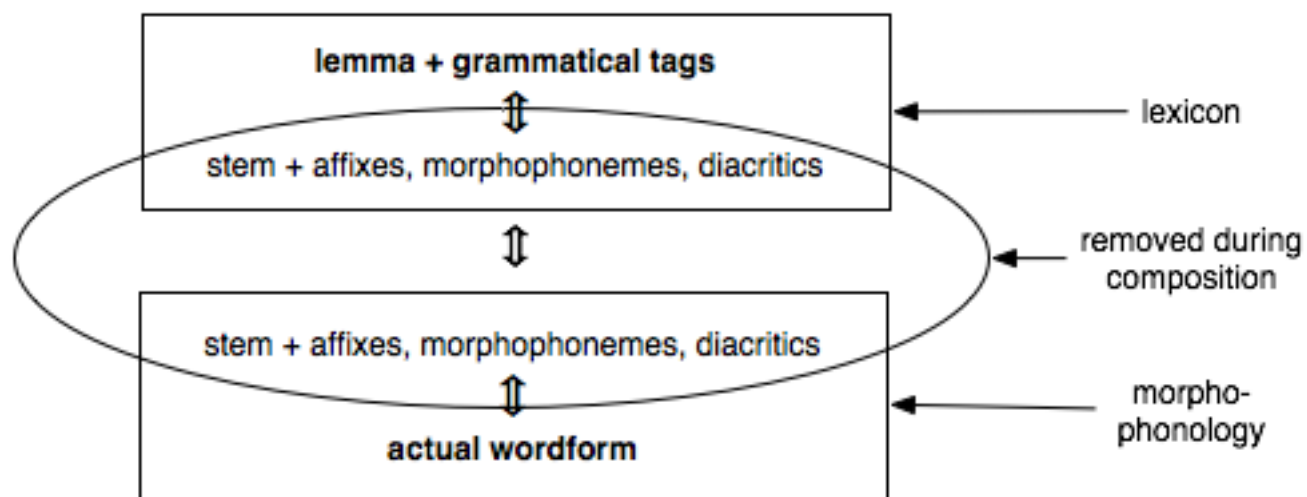 lemma + grammatical tags
⇕
lexicon
stem + affixes, morphophonemes, diacritics
⇕
removed during
composition
stem + affixes, morphophonemes, diacritics
⇕
morpho-
phonology
actual wordform